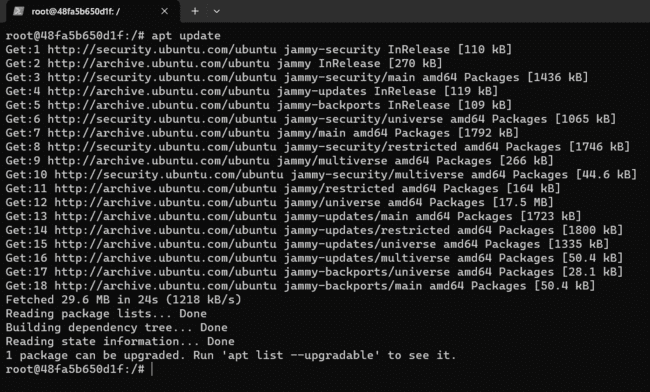 root@48fa5b650d1f: /
root@48fa5b650d1f:/# apt update
Get:1 http://security.ubuntu.com/ubuntu jammy-security InRelease [110 kB]
Get:2 http://archive.ubuntu.com/ubuntu jammy InRelease [270 kB]
Get:3 http://security.ubuntu.com/ubuntu jammy-security/main amd64 Packages [1436 kB]
Get:4 http://archive.ubuntu.com/ubuntu jammy-updates InRelease [119 kB]
Get:5 http://archive.ubuntu.com/ubuntu jammy-backports InRelease [109 kB]
Get:6 http://security.ubuntu.com/ubuntu jammy-security/universe amd64 Packages [1065 kB]
Get:7 http://archive.ubuntu.com/ubuntu jammy/main amd64 Packages [1792 kB]
Get:8 http://security.ubuntu.com/ubuntu jammy-security/restricted amd64 Packages [1746 kB]
Get:9 http://archive.ubuntu.com/ubuntu jammy/multiverse amd64 Packages [266 kB]
Get:10 http://security.ubuntu.com/ubuntu jammy-security/multiverse amd64 Packages [44.6 kB]
Get:11 http://archive.ubuntu.com/ubuntu jammy/restricted amd64 Packages [164 kB]
Get:12 http://archive.ubuntu.com/ubuntu jammy/universe amd64 Packages [17.5 MB]
Get:13 http://archive.ubuntu.com/ubuntu jammy-updates/main amd64 Packages [1723 kB]
Get:14 http://archive.ubuntu.com/ubuntu jammy-updates/restricted amd64 Packages [1800 kB]
Get:15 http://archive.ubuntu.com/ubuntu jammy-updates/universe amd64 Packages [1335 kB]
Get:16 http://archive.ubuntu.com/ubuntu jammy-updates/multiverse amd64 Packages [50.4 kB]
Get:17 http://archive.ubuntu.com/ubuntu jammy-backports/universe amd64 Packages [28.1 kB]
Get:18 http://archive.ubuntu.com/ubuntu jammy-backports/main amd64 Packages [50.4 kB]
Fetched 29.6 MB in 24s (1218 kB/s)
Reading package lists... Done
Building dependency tree... Done
Reading state information... Done
1 package can be upgraded. Run 'apt list --upgradable' to see it.
root@48fa5b650d1f:/#